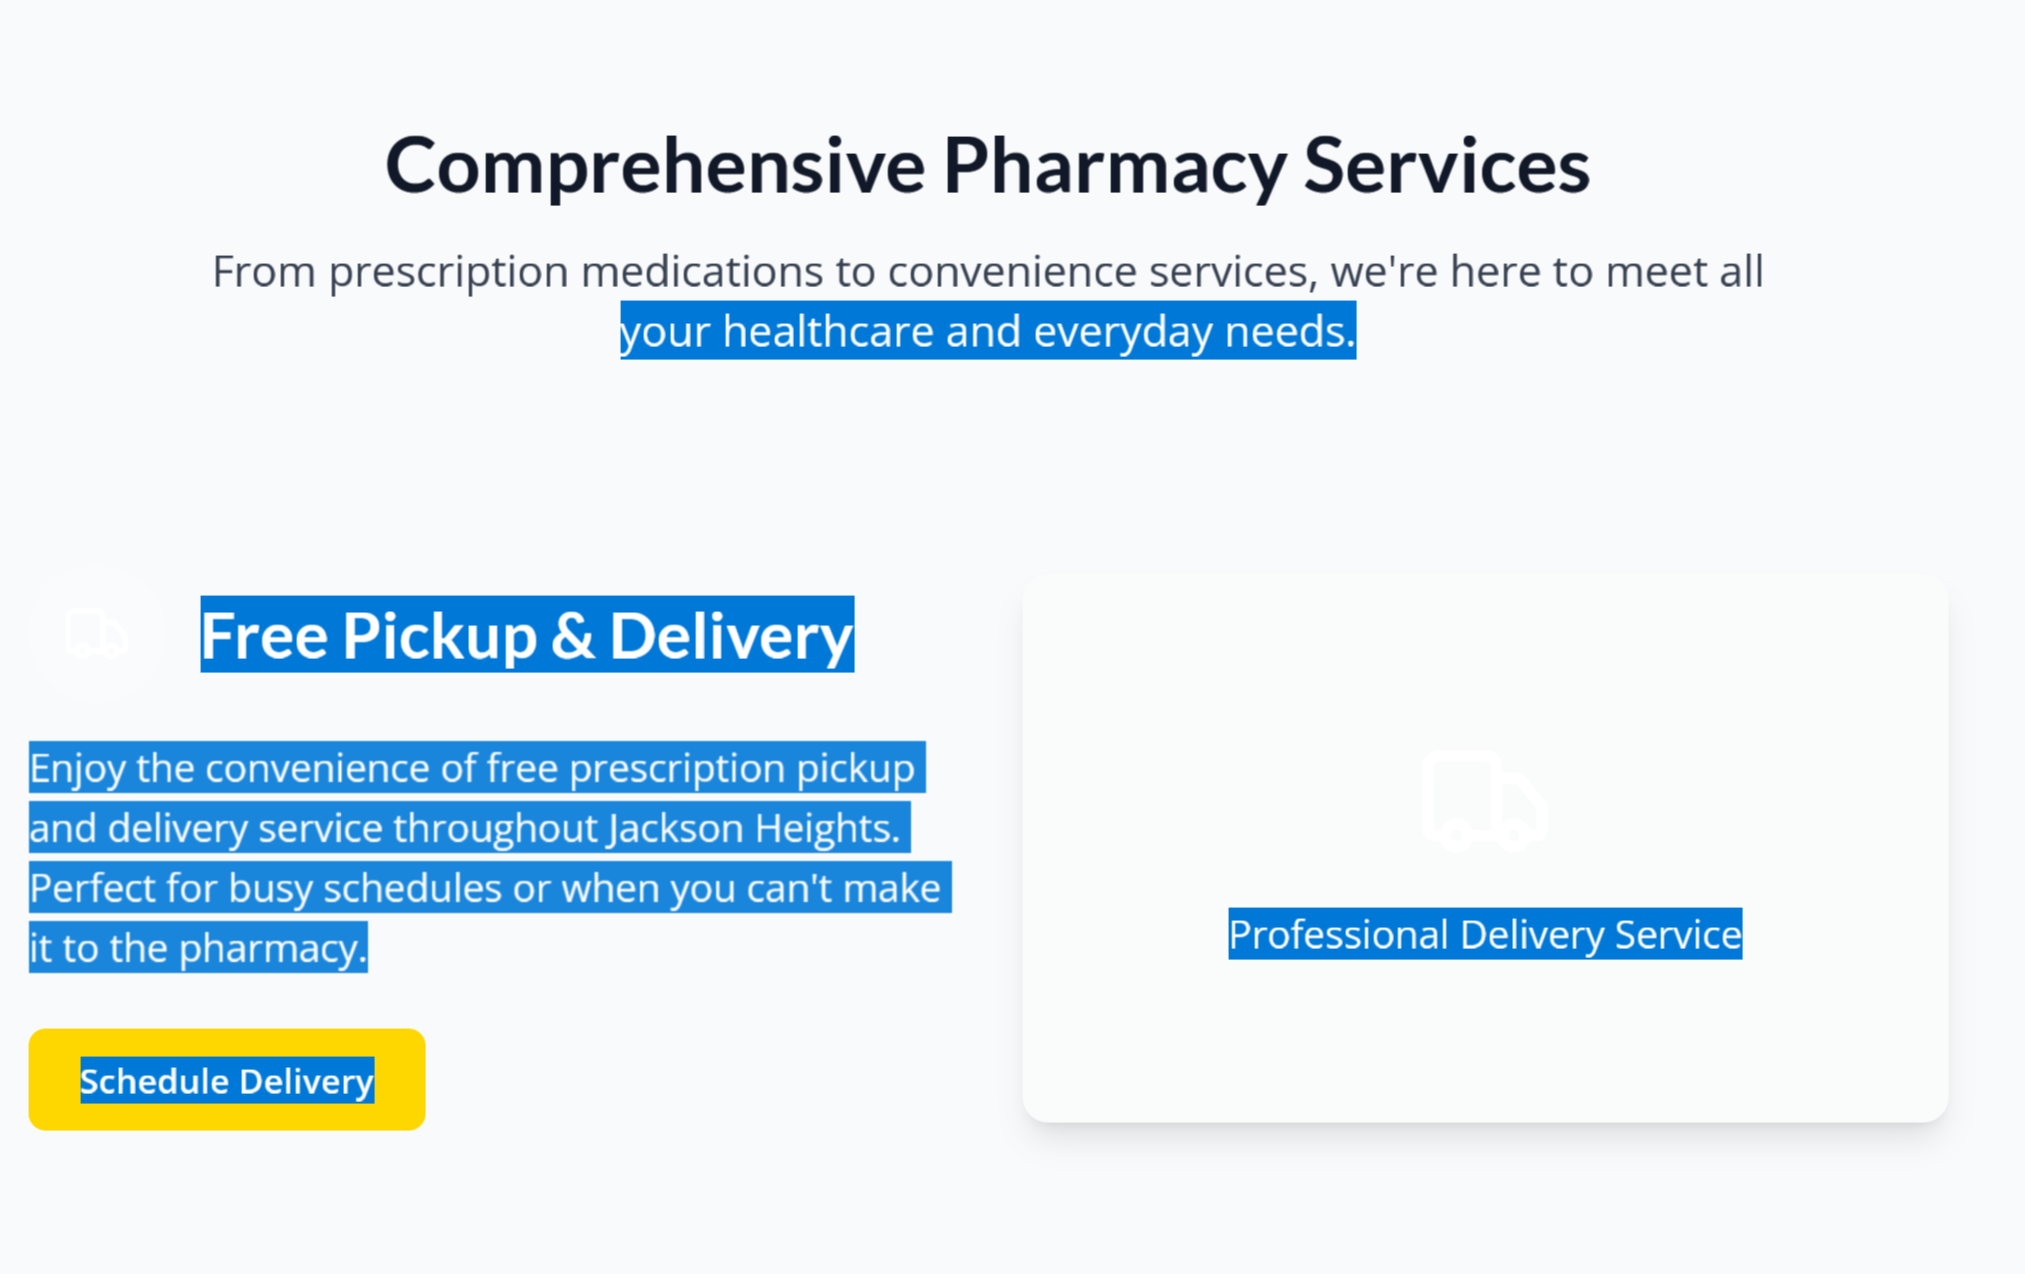 Comprehensive Pharmacy Services
From prescription medications to convenience services, we're here to meet all
your healthcare and everyday needs.
Free Pickup & Delivery
Enjoy the convenience of free prescription pickup
and delivery service throughout Jackson Heights.
Perfect for busy schedules or when you can't make
it to the pharmacy.
Schedule Delivery
Professional Delivery Service